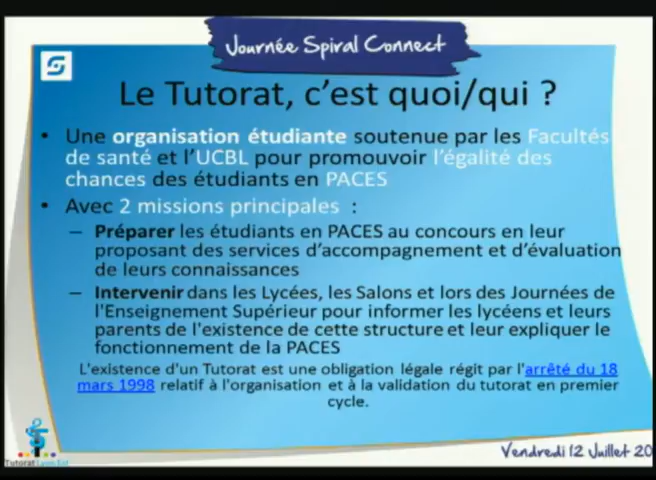 Journée Spiral Connect
Le Tutorat, c'est quoi/qui ?
• Une organisation étudiante soutenue par les Facultés
de santé et l'UCBL pour promouvoir l'égalité des
chances des étudiants en PACES
• Avec 2 missions principales :
– Préparer les étudiants en PACES au concours en leur
proposant des services d'accompagnement et d'évaluation
de leurs connaissances
– Intervenir dans les Lycées, les Salons et lors des Journées de
l'Enseignement Supérieur pour informer les lycéens et leurs
parents de l'existence de cette structure et leur expliquer le
fonctionnement de la PACES
L'existence d'un Tutorat est une obligation légale régit par l'arrêté du 18
mars 1998 relatif à l'organisation et à la validation du tutorat en premier
cycle.
Tutorat Lyon Est
Vendredi 12 Juillet 20